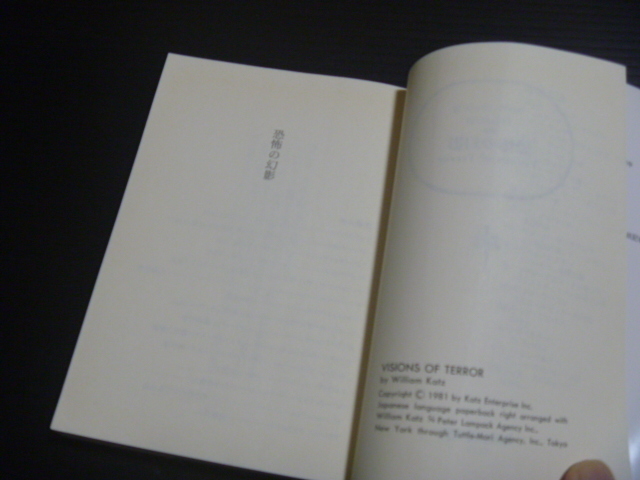 恐怖の幻影
VISIONS OF TERROR
by William Katz
Copyright © 1981 by Katz Enterprise Inc.
Japanese language paperback right arranged with
William Katz % Peter Lampack Agency Inc.,
New York through Tuttle-Mori Agency, Inc., Tokyo